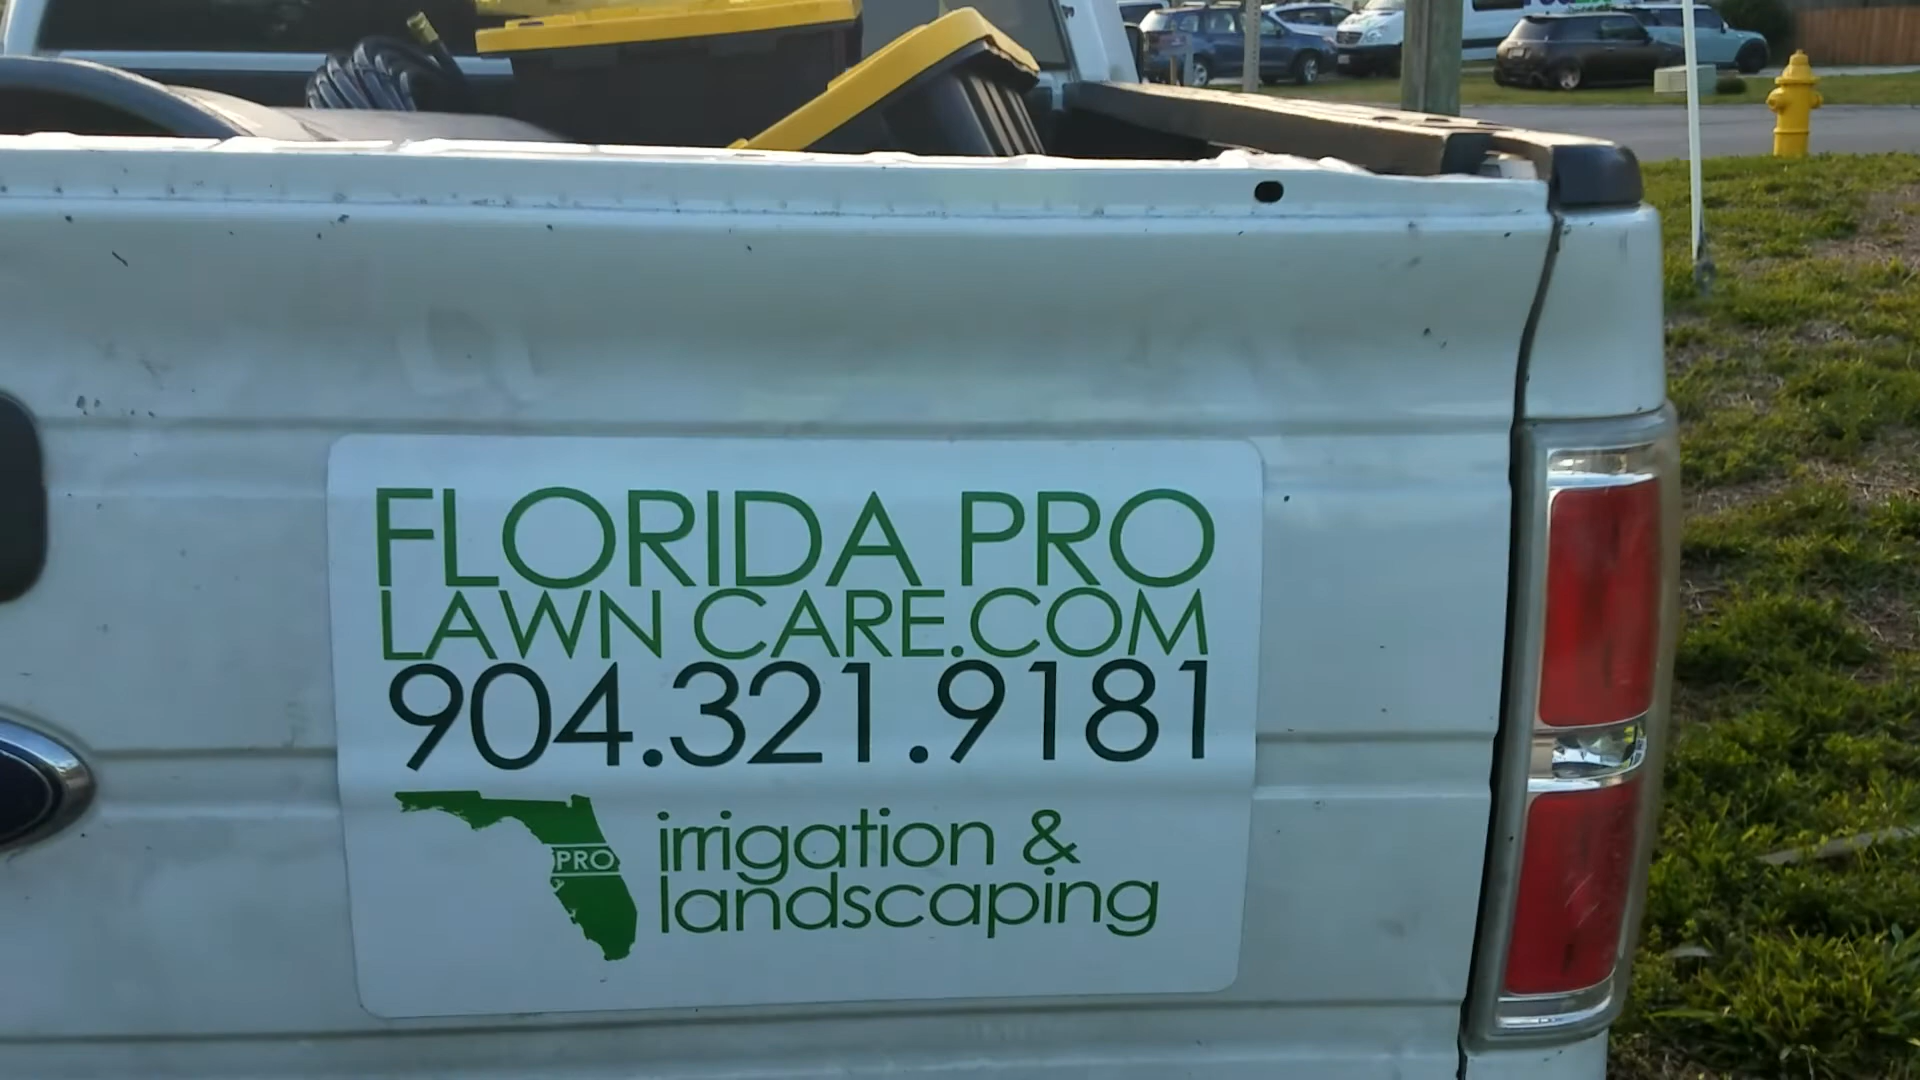 FLORIDA PRO
LAWN CARE.COM
904.321.9181
PRO
irrigation &
landscaping